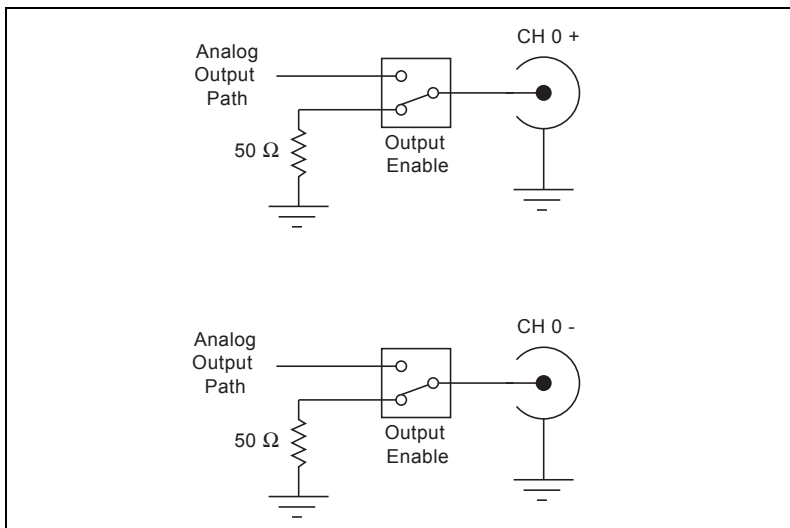 CH 0 +
Analog
Output
Path
50 Ω
Output
Enable
CH 0 -
Analog
Output
Path
50 Ω
Output
Enable